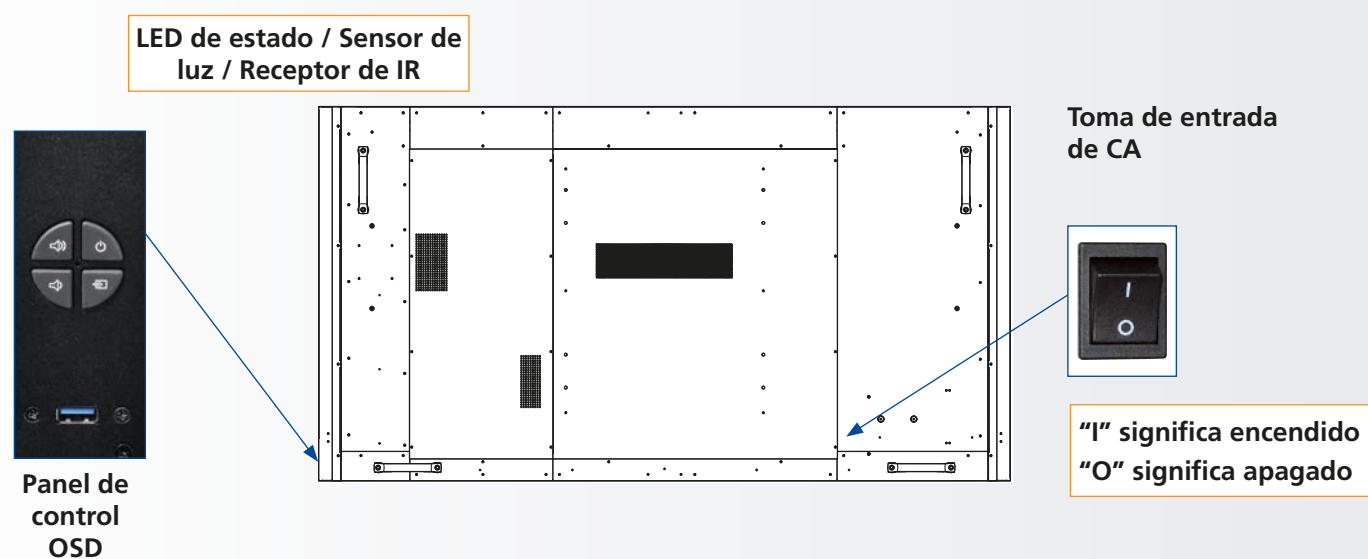 LED de estado / Sensor de
luz / Receptor de IR
Toma de entrada
de CA
I
O
“I” significa encendido
“O” significa apagado
Panel de
control
OSD